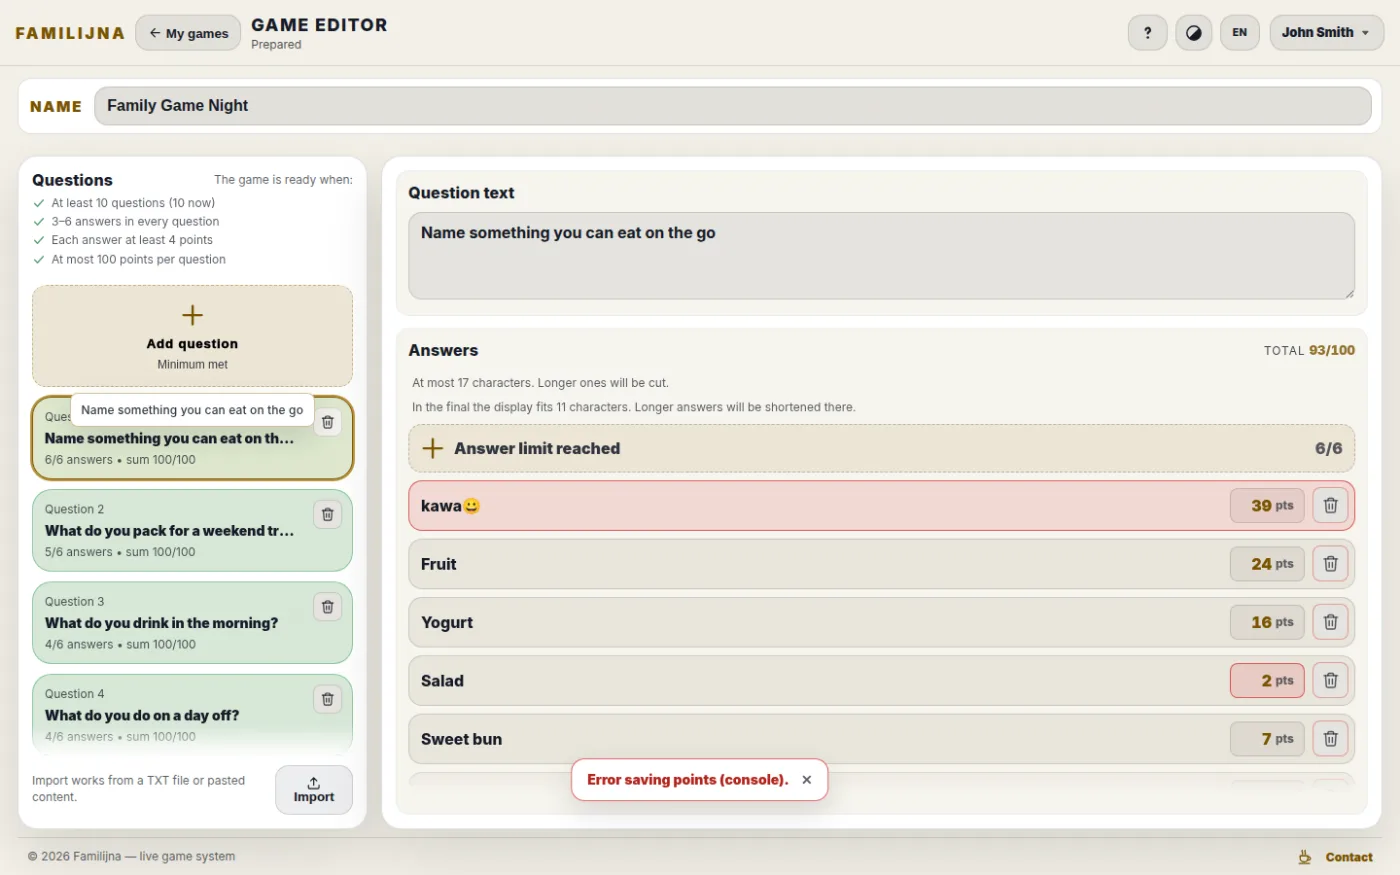 FAMILIJNA
← My games
GAME EDITOR
Prepared
?
EN
John Smith
NAME
Family Game Night
Questions
The game is ready when:
At least 10 questions (10 now)
3–6 answers in every question
Each answer at least 4 points
At most 100 points per question
Add question
Minimum met
Name something you can eat on the go
Name something you can eat on th...
6/6 answers • sum 100/100
Question 2
What do you pack for a weekend tr...
5/6 answers • sum 100/100
Question 3
What do you drink in the morning?
4/6 answers • sum 100/100
Question 4
What do you do on a day off?
4/6 answers • sum 100/100
Import works from a TXT file or pasted
content.
Import
Question text
Name something you can eat on the go
Answers
TOTAL 93/100
At most 17 characters. Longer ones will be cut.
In the final the display fits 11 characters. Longer answers will be shortened there.
Answer limit reached
6/6
kawa😀
39 pts
Fruit
24 pts
Yogurt
16 pts
Salad
2 pts
Sweet bun
7 pts
Error saving points (console). ×
© 2026 Familijna — live game system
Contact